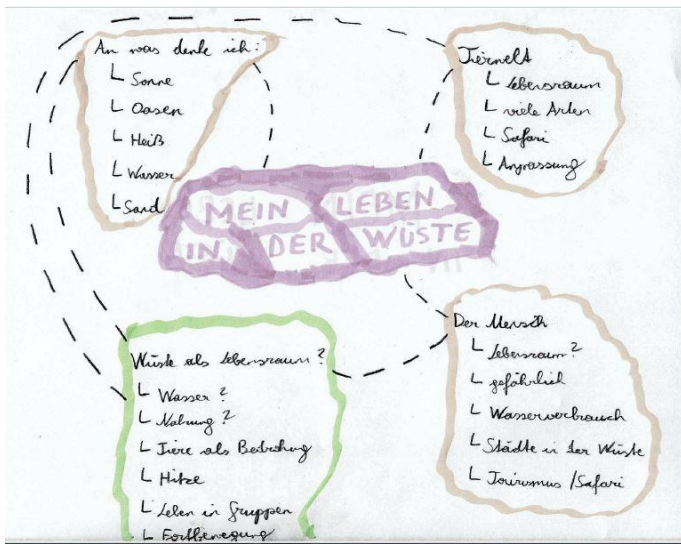 An was denke ich:
└ Sonne
└ Oasen
└ Heiß
└ Wasser
└ Sand
Tierwelt
└ Lebensraum
└ viele Arten
└ Safari
└ Anpassung
MEIN LEBEN
IN DER WÜSTE
Wüste als Lebensraum?
└ Wasser?
└ Nahrung?
└ Tiere als Bedrohung
└ Hitze
└ Leben in Gruppen
└ Fortbewegung
Der Mensch
└ Lebensraum?
└ gefährlich
└ Wasserverbrauch
└ Städte in der Wüste
└ Tourismus / Safari